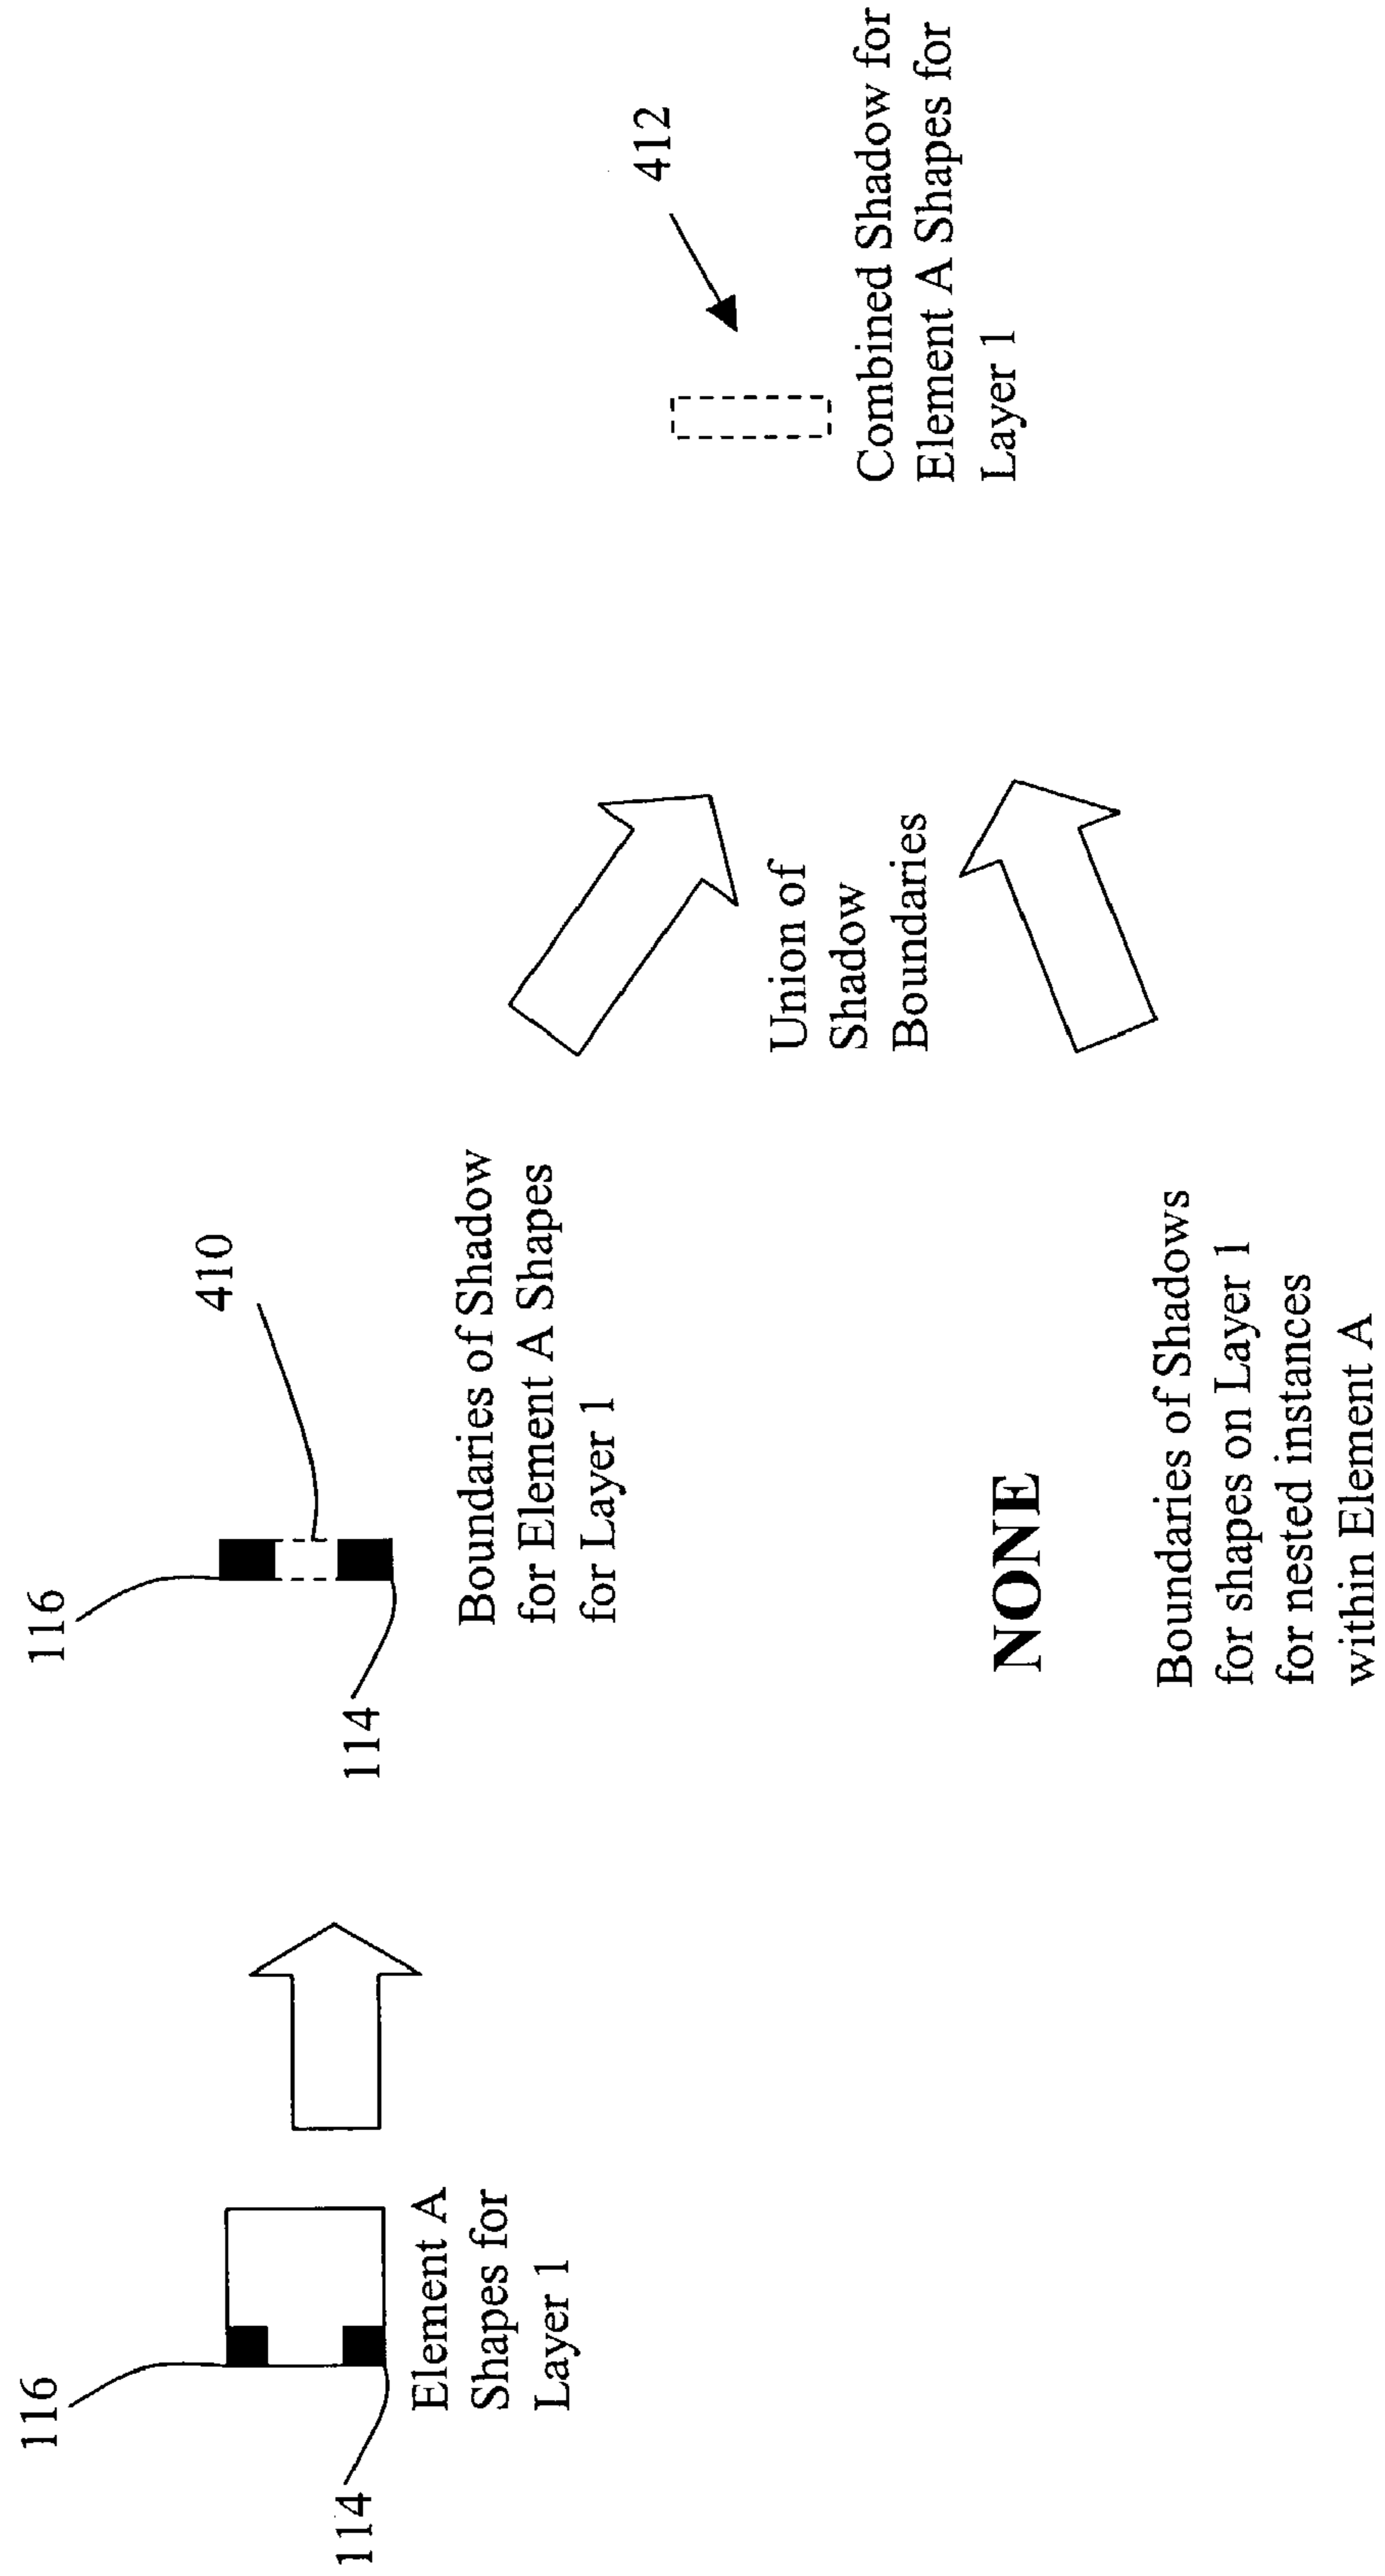 116
114
Element A
Shapes for
Layer 1
116
114
410
Boundaries of Shadow
for Element A Shapes
for Layer 1
NONE
Boundaries of Shadows
for shapes on Layer 1
for nested instances
within Element A
Union of
Shadow
Boundaries
412
Combined Shadow for
Element A Shapes for
Layer 1